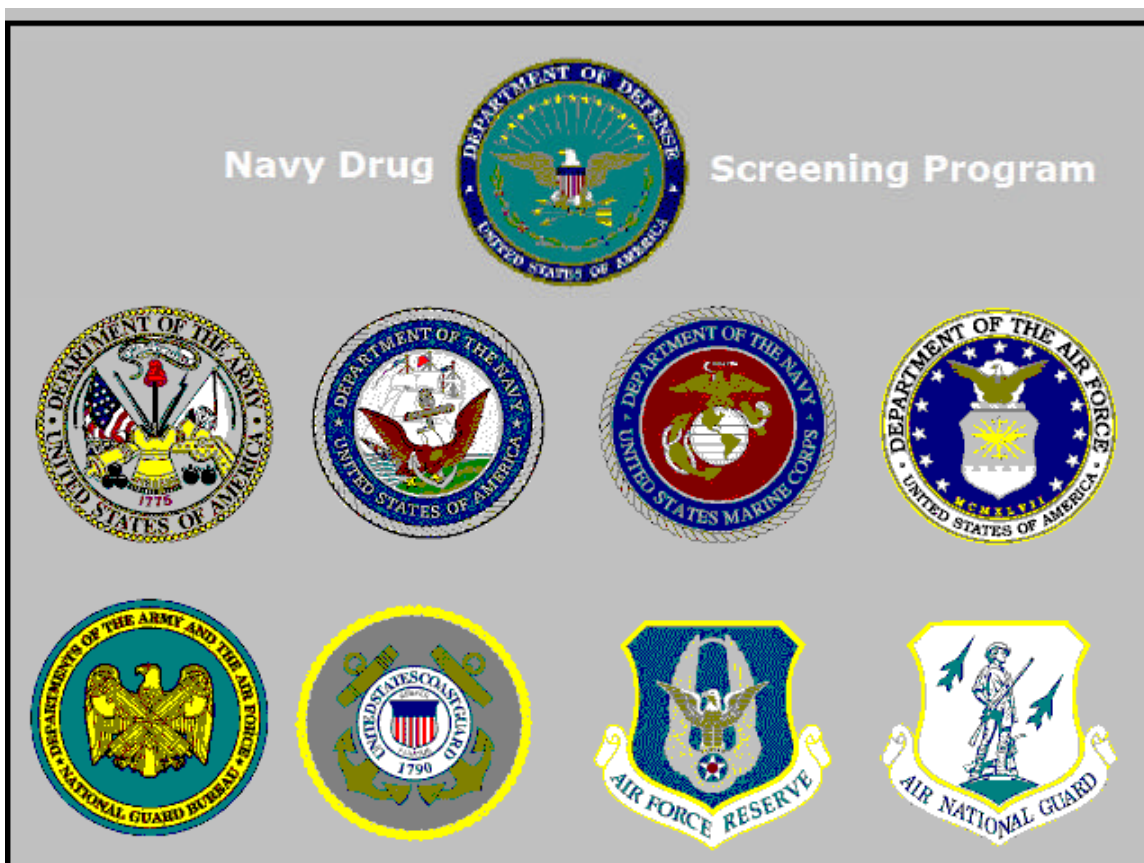 Navy Drug
DEPARTMENT OF DEFENSE
UNITED STATES OF AMERICA
Screening Program
DEPARTMENT OF THE ARMY
UNITED STATES OF AMERICA
1775
DEPARTMENT OF THE NAVY
UNITED STATES OF AMERICA
DEPARTMENT OF THE NAVY
UNITED STATES MARINE CORPS
DEPARTMENT OF THE AIR FORCE
MCMXLVII
UNITED STATES OF AMERICA
DEPARTMENTS OF THE ARMY AND THE AIR FORCE
NATIONAL GUARD BUREAU
UNITED STATES COAST GUARD
1790
AIR FORCE RESERVE
AIR NATIONAL GUARD